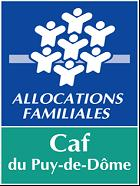 ALLOCATIONS
FAMILIALES
Caf
du Puy-de-Dôme